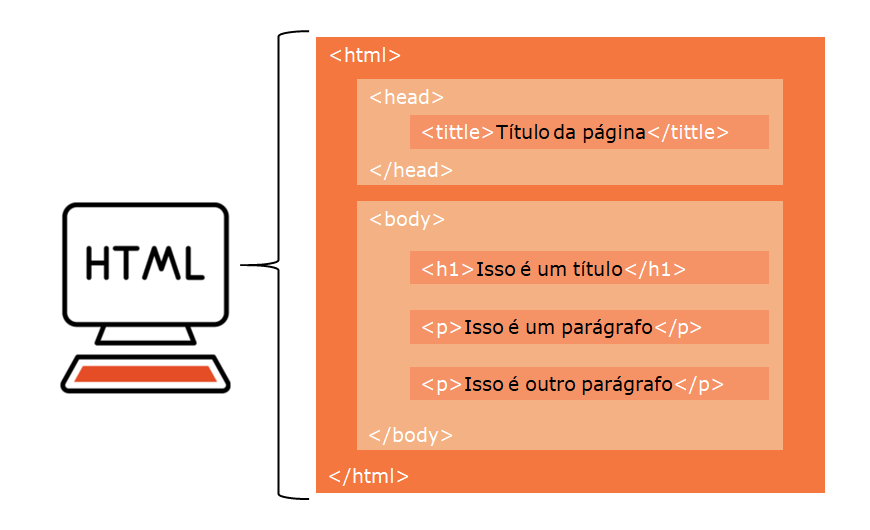 HTML
<html>
<head>
<tittle>Título da página</tittle>
</head>
<body>
<h1>Isso é um título</h1>
<p>Isso é um parágrafo</p>
<p>Isso é outro parágrafo</p>
</body>
</html>